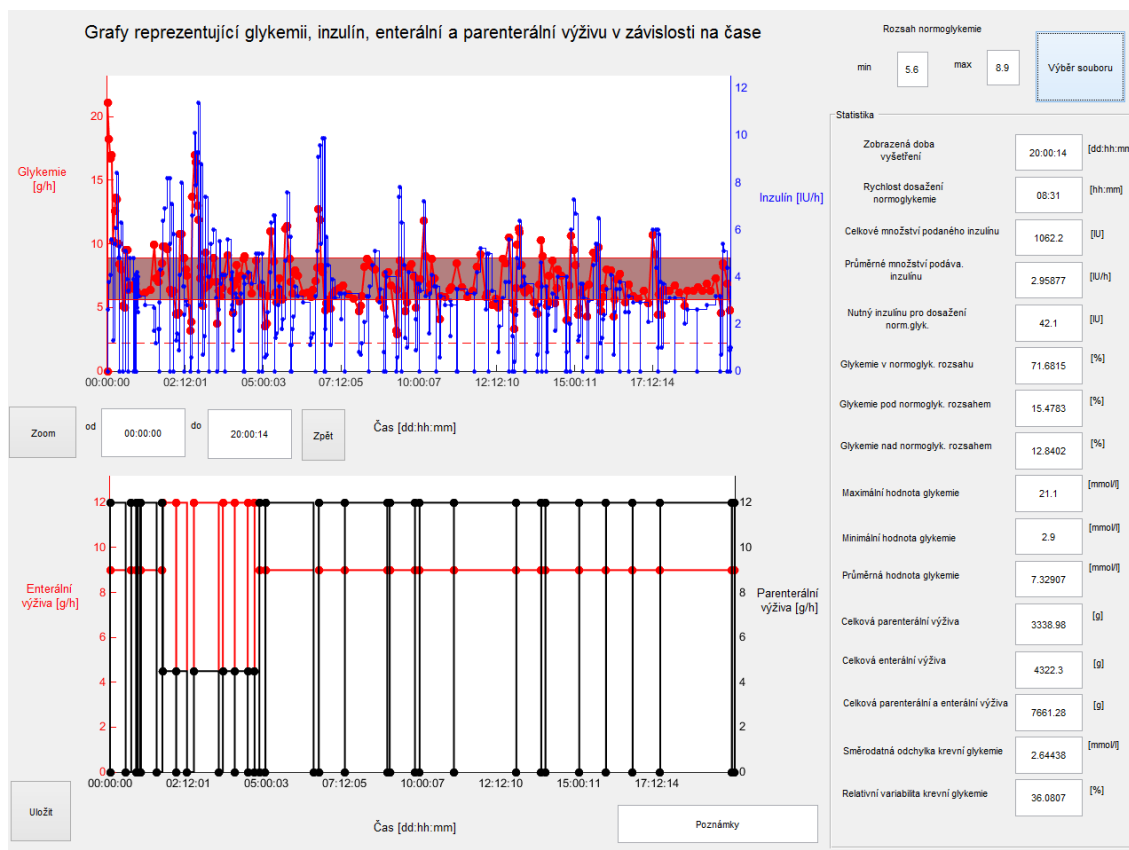 Grafy reprezentující glykemii, inzulín, enterální a parenterální výživu v závislosti na čase
Rozsah normoglykemie
min
5.6
max
8.9
Výběr souboru
Glykemie
[g/h]
20
15
10
5
0
12
10
8
6
4
2
0
Inzulín [IU/h]
00:00:00
02:12:01
05:00:03
07:12:05
10:00:07
12:12:10
15:00:11
17:12:14
Čas [dd:hh:mm]
Zoom
od
00:00:00
do
20:00:14
Zpět
Enterální
výživa [g/h]
12
10
8
6
4
2
0
12
10
8
6
4
2
0
Parenterální
výživa [g/h]
00:00:00
02:12:01
05:00:03
07:12:05
10:00:07
12:12:10
15:00:11
17:12:14
Čas [dd:hh:mm]
Uložit
Poznámky
Statistika
Zobrazená doba
vyšetření
20:00:14
[dd:hh:mm
Rychlost dosažení
normoglykemie
08:31
[hh:mm]
Celkové množství podaného inzulínu
1062.2
[IU]
Průměrné množství podáva.
inzulínu
2.95877
[IU/h]
Nutný inzulínu pro dosažení
norm.glyk.
42.1
[IU]
Glykemie v normoglyk. rozsahu
71.6815
[%]
Glykemie pod normoglyk. rozsahem
15.4783
[%]
Glykemie nad normoglyk. rozsahem
12.8402
[%]
Maximální hodnota glykemie
21.1
[mmol/l]
Minimální hodnota glykemie
2.9
[mmol/l]
Průměrná hodnota glykemie
7.32907
[mmol/l]
Celková parenterální výživa
3338.98
[g]
Celková enterální výživa
4322.3
[g]
Celková parenterální a enterální výživa
7661.28
[g]
Směrodatná odchylka krevní glykemie
2.64438
[mmol/l]
Relativní variabilita krevní glykemie
36.0807
[%]